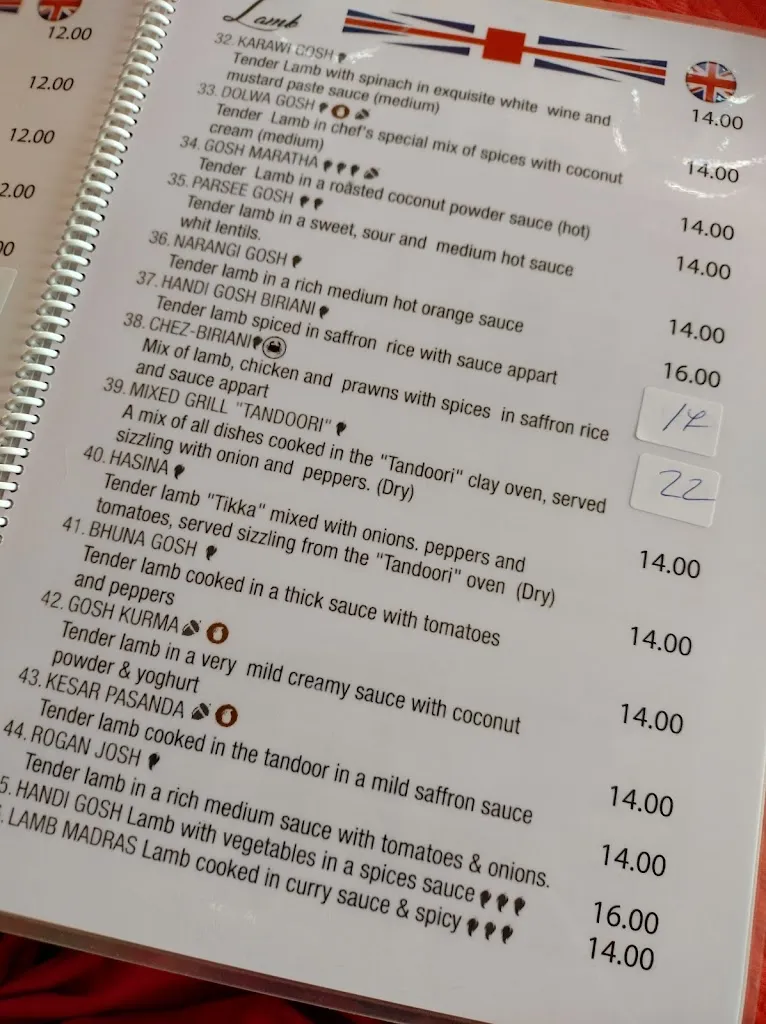 12.00
12.00
12.00
2.00
Lamb
32. KARAWI GOSH
Tender Lamb with spinach in exquisite white wine and 14.00
mustard paste sauce (medium)
33. DOLWA GOSH
Tender Lamb in chef's special mix of spices with coconut 14.00
cream (medium)
34. GOSH MARATHA
Tender Lamb in a roasted coconut powder sauce (hot) 14.00
35. PARSEE GOSH
Tender lamb in a sweet, sour and medium hot sauce 14.00
whit lentils.
36. NARANGI GOSH
Tender lamb in a rich medium hot orange sauce 14.00
37. HANDI GOSH BIRIANI
Tender lamb spiced in saffron rice with sauce appart 16.00
38. CHEZ-BIRIANI
Mix of lamb, chicken and prawns with spices in saffron rice
and sauce appart
39. MIXED GRILL "TANDOORI"
A mix of all dishes cooked in the "Tandoori" clay oven, served 22
sizzling with onion and peppers. (Dry)
40. HASINA
Tender lamb "Tikka" mixed with onions. peppers and 14.00
tomatoes, served sizzling from the "Tandoori" oven (Dry)
41. BHUNA GOSH
Tender lamb cooked in a thick sauce with tomatoes 14.00
and peppers
42. GOSH KURMA
Tender lamb in a very mild creamy sauce with coconut 14.00
powder & yoghurt
43. KESAR PASANDA
Tender lamb cooked in the tandoor in a mild saffron sauce 14.00
44. ROGAN JOSH
Tender lamb in a rich medium sauce with tomatoes & onions. 14.00
5. HANDI GOSH Lamb with vegetables in a spices sauce 16.00
. LAMB MADRAS Lamb cooked in curry sauce & spicy 14.00